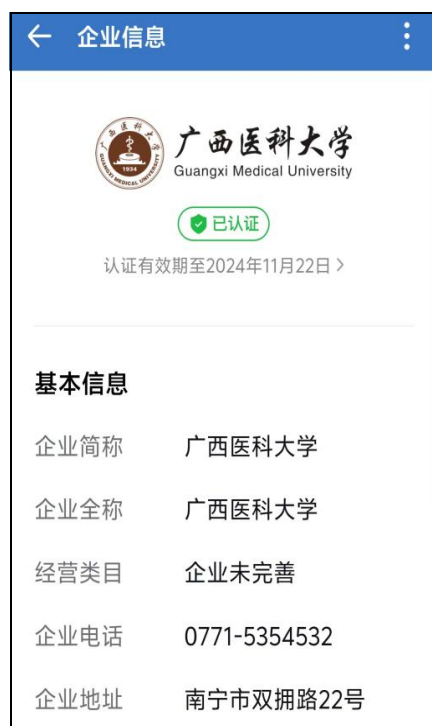 企业信息
广西医科大学
Guangxi Medical University
1934
GUANGXI MEDICAL UNIVERSITY
已认证
认证有效期至2024年11月22日
基本信息
企业简称 广西医科大学
企业全称 广西医科大学
经营类目 企业未完善
企业电话 0771-5354532
企业地址 南宁市双拥路22号